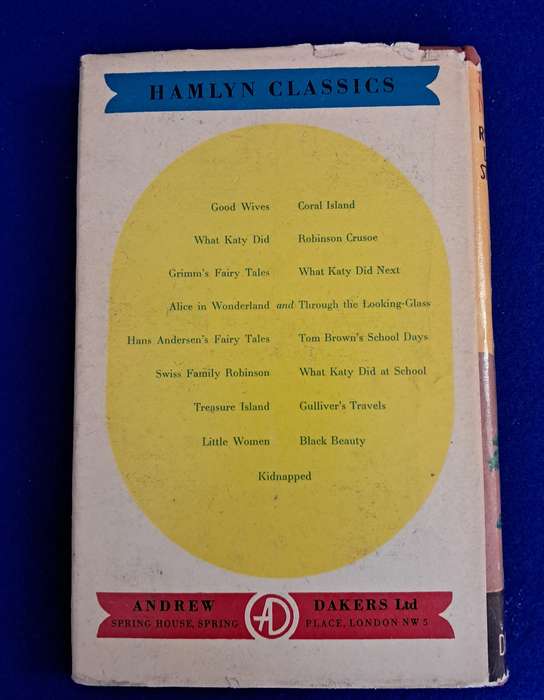 HAMLYN CLASSICS
Good Wives Coral Island
What Katy Did Robinson Crusoe
Grimm's Fairy Tales What Katy Did Next
Alice in Wonderland and Through the Looking-Glass
Hans Andersen's Fairy Tales Tom Brown's School Days
Swiss Family Robinson What Katy Did at School
Treasure Island Gulliver's Travels
Little Women Black Beauty
Kidnapped
ANDREW AD DAKERS Ltd
SPRING HOUSE, SPRING PLACE, LONDON NW5